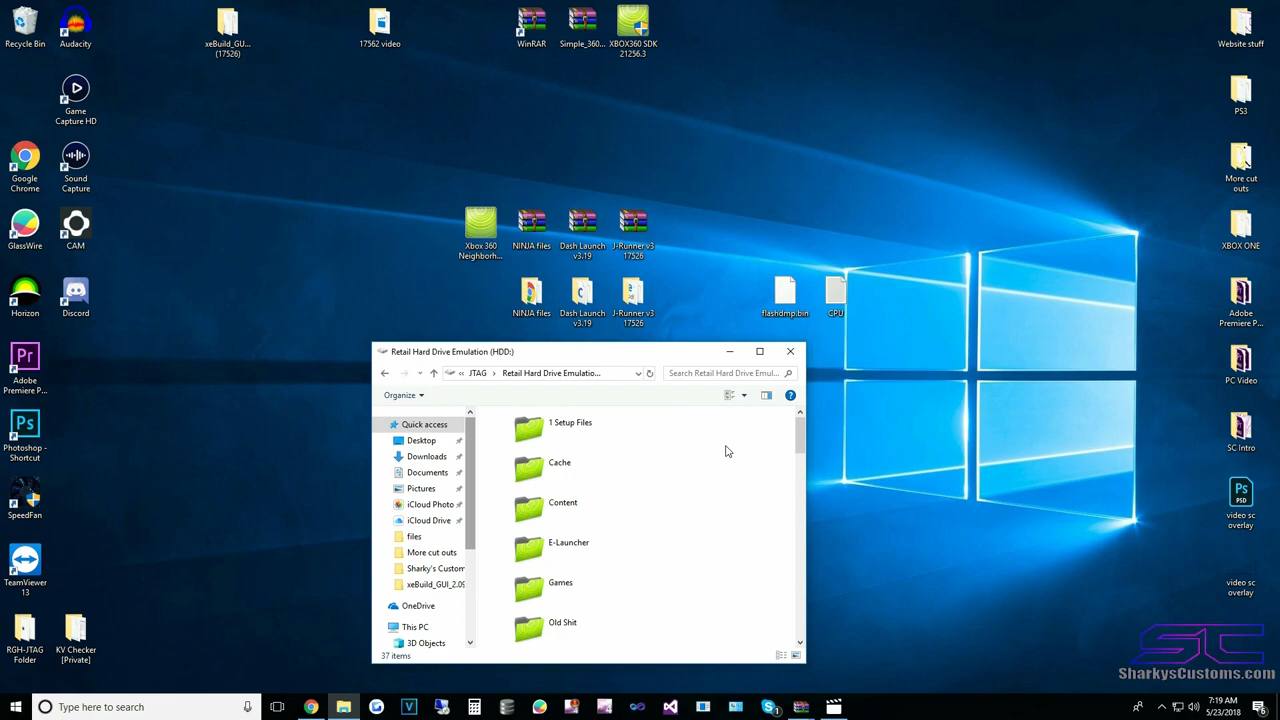 Recycle Bin
Audacity
xeBuild_GU...
(17526)
17562 video
WinRAR
Simple_360...
XBOX360 SDK
21256.3
Website stuff
Game
Capture HD
PS3
Google
Chrome
Sound
Capture
More cut
outs
GlassWire
CAM
Xbox 360
Neighborh...
NINJA files
Dash Launch
v3.19
J-Runner v3
17526
XBOX ONE
Horizon
Discord
NINJA files
Dash Launch
v3.19
J-Runner v3
17526
flashdmp.bin
CPU
Adobe
Premiere P...
Adobe
Premiere P...
PC Video
Photoshop -
Shortcut
SC Intro
SpeedFan
video sc
overlay
TeamViewer
13
video sc
overlay
RGH-JTAG
Folder
KV Checker
[Private]
Retail Hard Drive Emulation (HDD:)
« JTAG > Retail Hard Drive Emulatio...
Search Retail Hard Drive Emul...
Organize
Quick access
Desktop
Downloads
Documents
Pictures
iCloud Photo
iCloud Drive
files
More cut outs
Sharky's Custom
xeBuild_GUI_2.09
OneDrive
This PC
3D Objects
1 Setup Files
Cache
Content
E-Launcher
Games
Old Shit
37 items
SC
SharkysCustoms.com
Type here to search
7:19 AM
5/23/2018